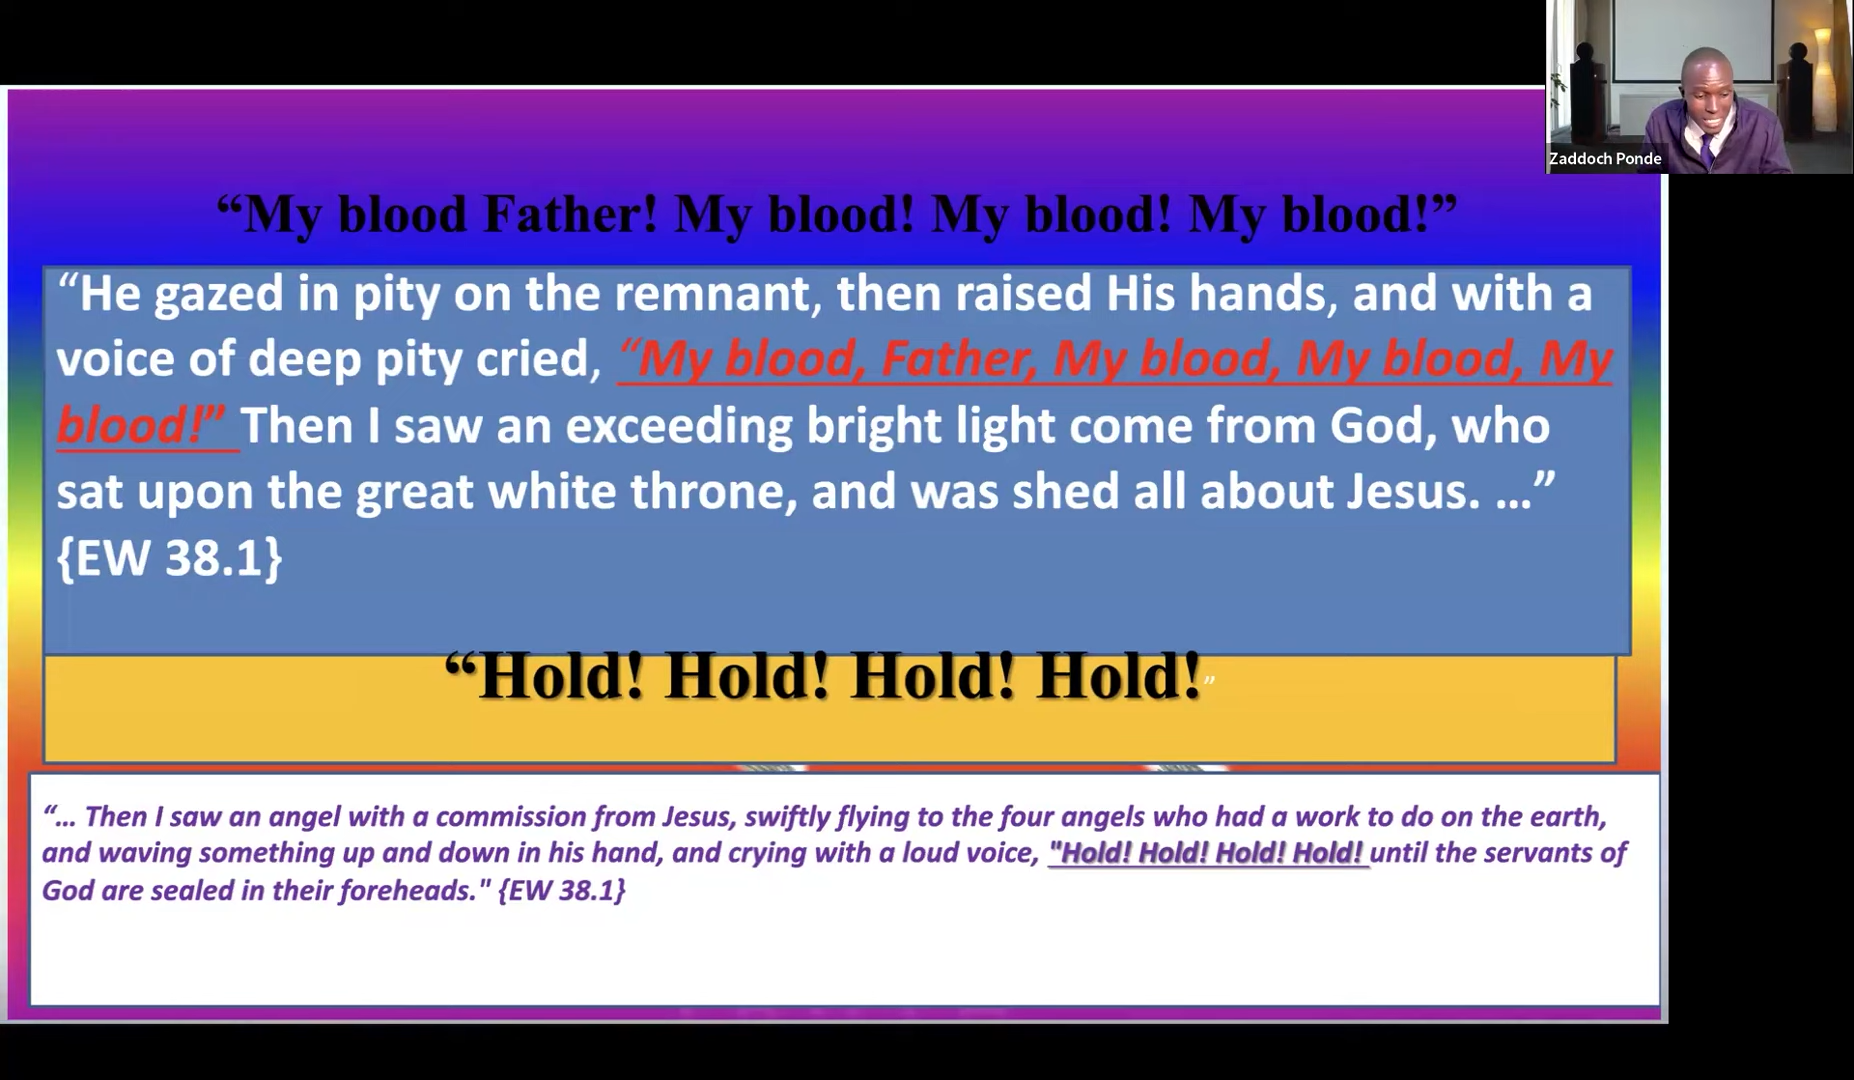 Zaddoch Ponde
“My blood Father! My blood! My blood! My blood!”
“He gazed in pity on the remnant, then raised His hands, and with a
voice of deep pity cried, “My blood, Father, My blood, My blood, My
blood!” Then I saw an exceeding bright light come from God, who
sat upon the great white throne, and was shed all about Jesus. ...”
{EW 38.1}
“Hold! Hold! Hold! Hold!”
“... Then I saw an angel with a commission from Jesus, swiftly flying to the four angels who had a work to do on the earth,
and waving something up and down in his hand, and crying with a loud voice, "Hold! Hold! Hold! Hold! until the servants of
God are sealed in their foreheads." {EW 38.1}